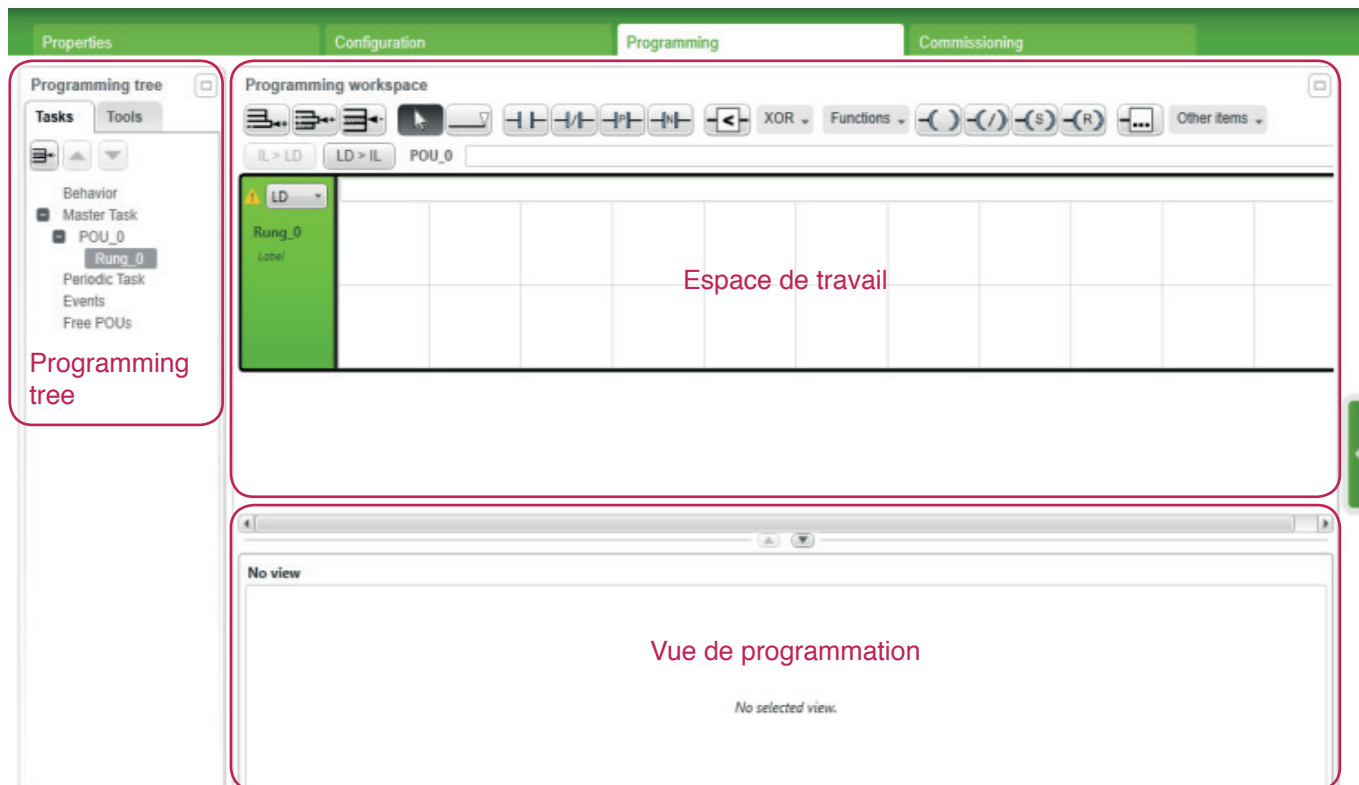 Properties
Configuration
Programming
Commissioning
Programming tree
Tasks
Tools
Behavior
Master Task
POU_0
Rung_0
Periodic Task
Events
Free POUs
Programming
tree
Programming workspace
P
N
<
XOR
Functions
( )
(/)
(S)
(R)
...
Other items
IL > LD
LD > IL
POU_0
LD
Rung_0
Label
Espace de travail
No view
Vue de programmation
No selected view.